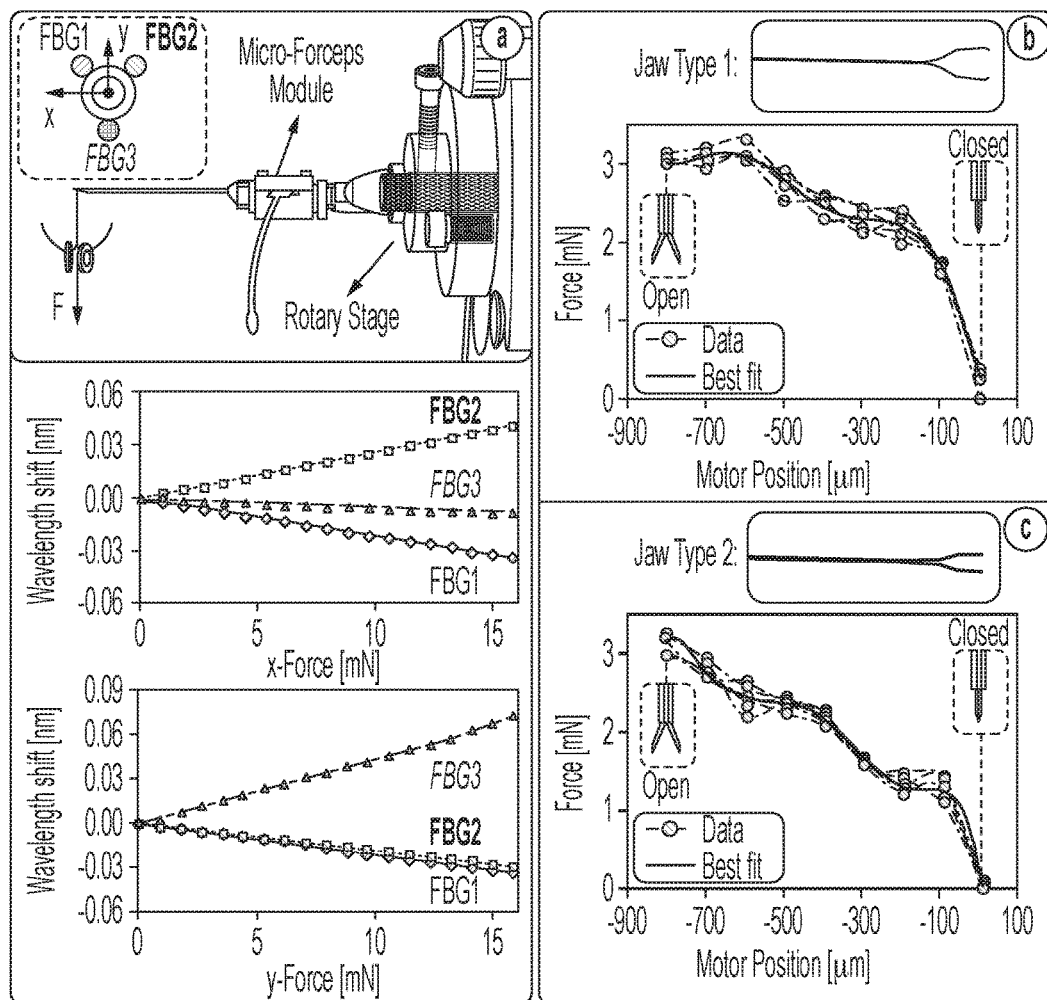 a
FBG1
y
FBG2
x
FBG3
Micro-Forceps
Module
10
F
Rotary Stage
0.06
0.03
0.00
-0.03
-0.06
Wavelength shift [nm]
FBG2
FBG3
FBG1
0
5
10
15
x-Force [mN]
0.09
0.06
0.03
0.00
-0.03
-0.06
Wavelength shift [nm]
FBG3
FBG2
FBG1
0
5
10
15
y-Force [mN]
b
Jaw Type 1:
3
2
1
0
Force [mN]
Open
Closed
Data
Best fit
-900
-700
-500
-300
-100
100
Motor Position [μm]
c
Jaw Type 2:
3
2
1
0
Force [mN]
Open
Closed
Data
Best fit
-900
-700
-500
-300
-100
100
Motor Position [μm]